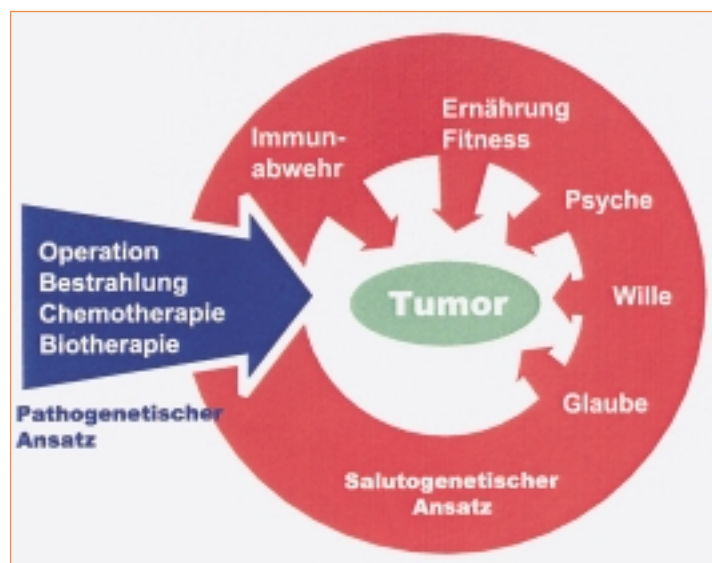 Immun-
abwehr
Ernährung
Fitness
Psyche
Wille
Glaube
Operation
Bestrahlung
Chemotherapie
Biotherapie
Tumor
Pathogenetischer
Ansatz
Salutogenetischer
Ansatz